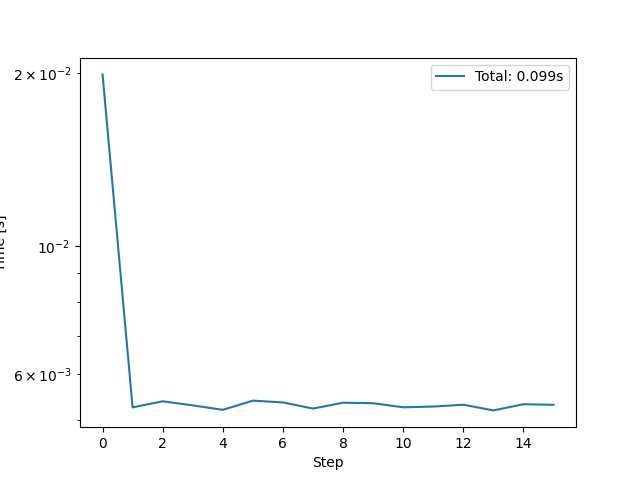 Total: 0.099s
2 × 10⁻²
10⁻²
6 × 10⁻³
[s]
0 2 4 6 8 10 12 14
Step